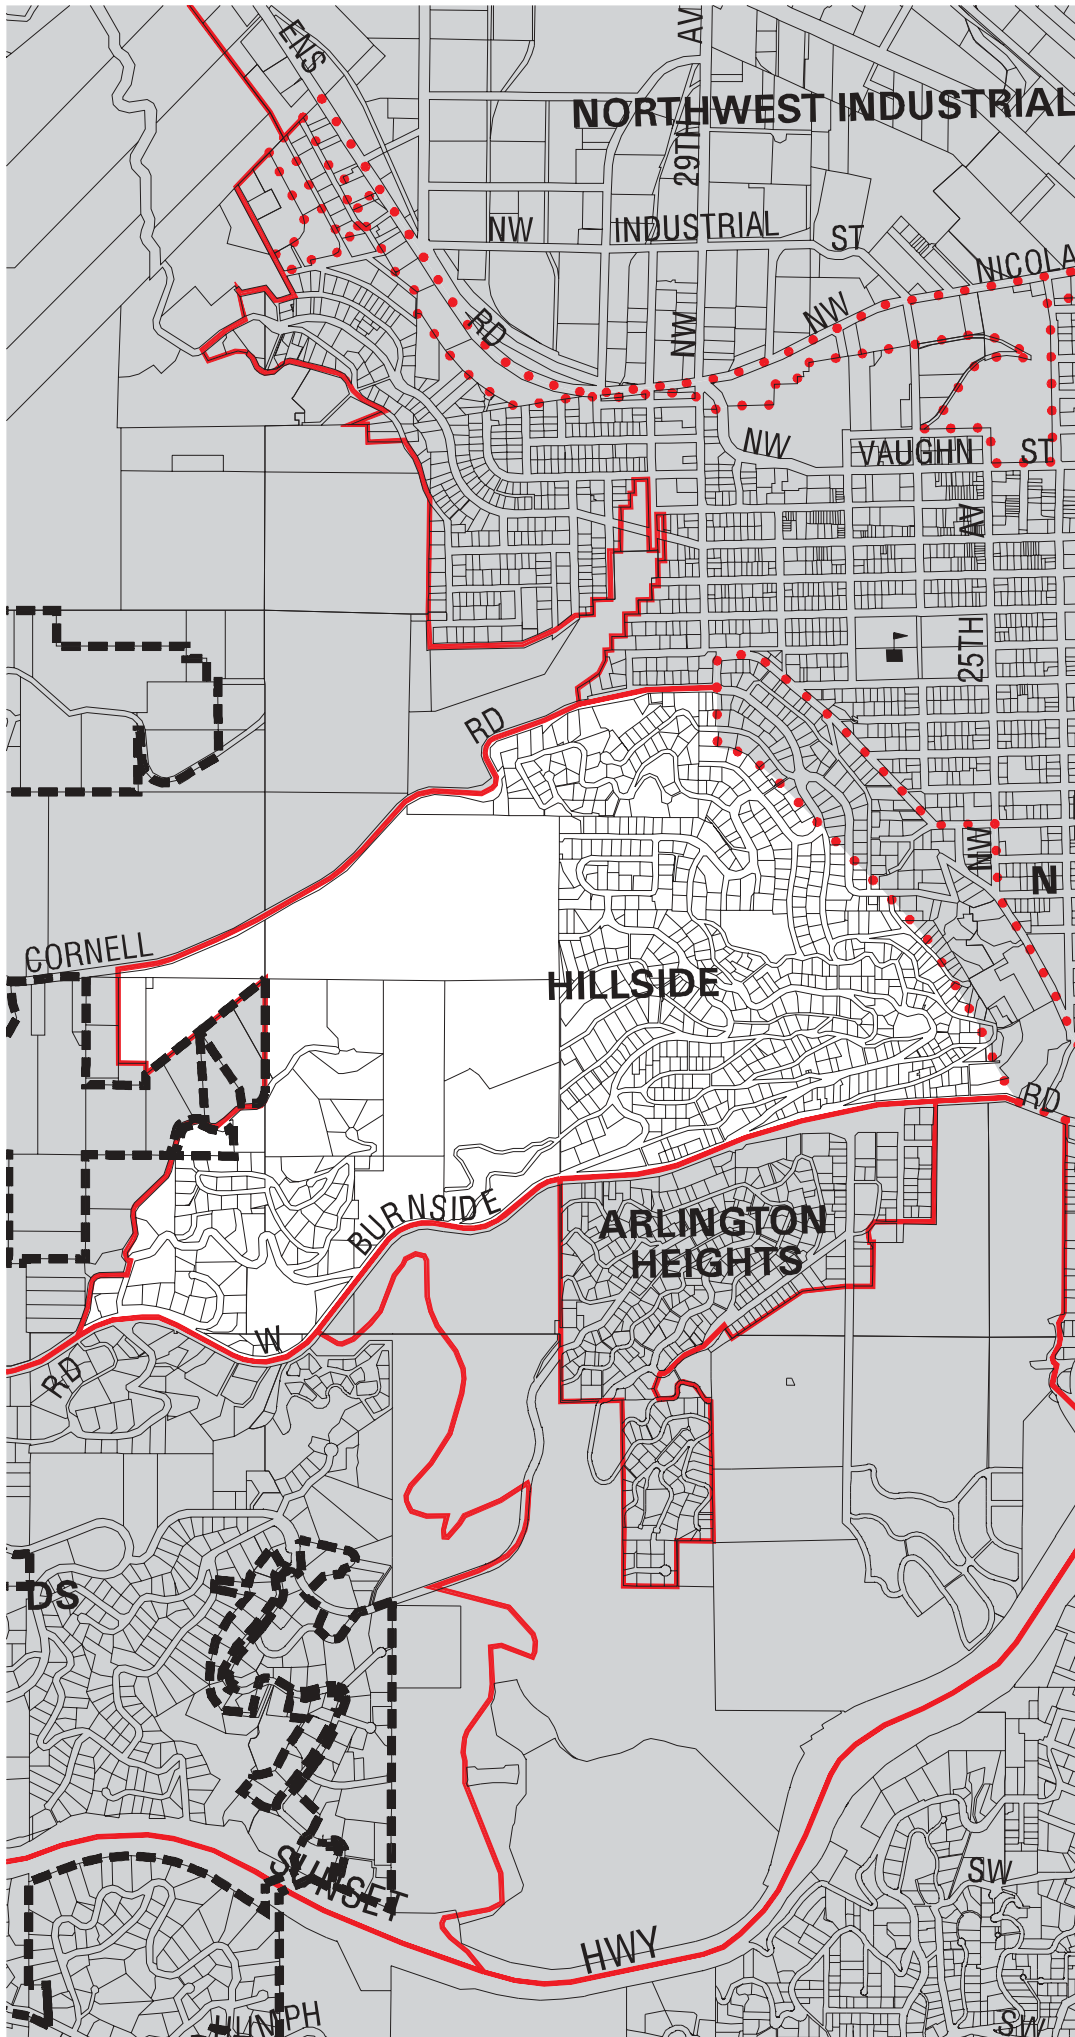 ENS
AV
NORTHWEST INDUSTRIAL
29TH
NW INDUSTRIAL ST
NICOLA
RD
NW
NW
NW
VAUGHN ST
AV
25TH
RD
NW
N
CORNELL
HILLSIDE
RD
BURNSIDE
ARLINGTON
HEIGHTS
W
RD
DS
SUNSET
SW
HWY
HUMPH
SW